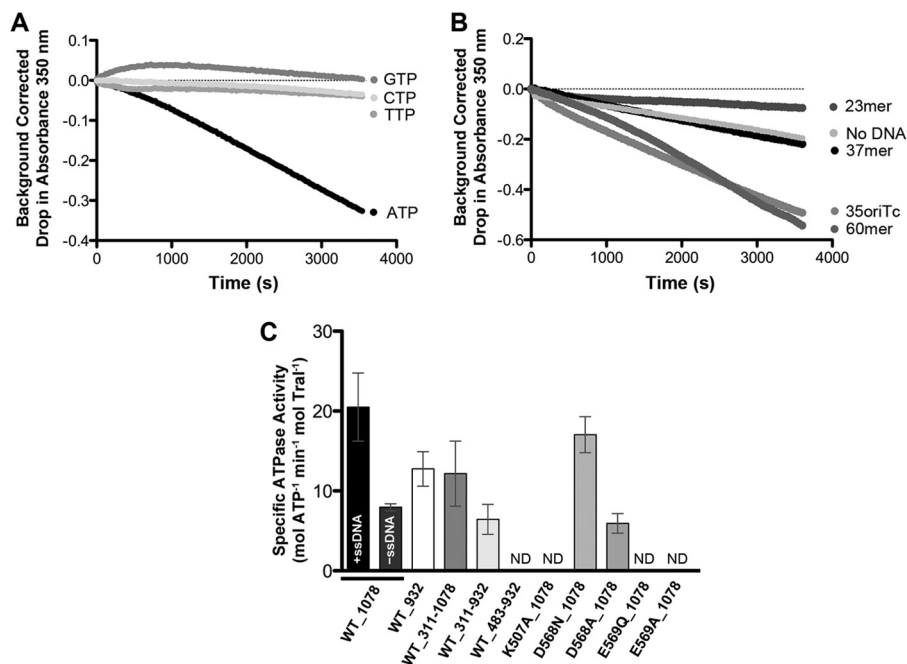 A
Background Corrected
Drop in Absorbance 350 nm
0.1
0.0
-0.1
-0.2
-0.3
-0.4
0
1000
2000
3000
4000
Time (s)
GTP
CTP
TTP
ATP
B
Background Corrected
Drop in Absorbance 350 nm
0.2
0.0
-0.2
-0.4
-0.6
0
1000
2000
3000
4000
Time (s)
23mer
No DNA
37mer
35oriTc
60mer
C
Specific ATPase Activity
(mol ATP⁻¹ min⁻¹ mol TraI⁻¹)
30
20
10
0
+ssDNA
−ssDNA
ND
ND
ND
ND
WT_1078
WT_932
WT_311-1078
WT_311-932
WT_483-932
K507A_1078
D568N_1078
D568A_1078
E569Q_1078
E569A_1078